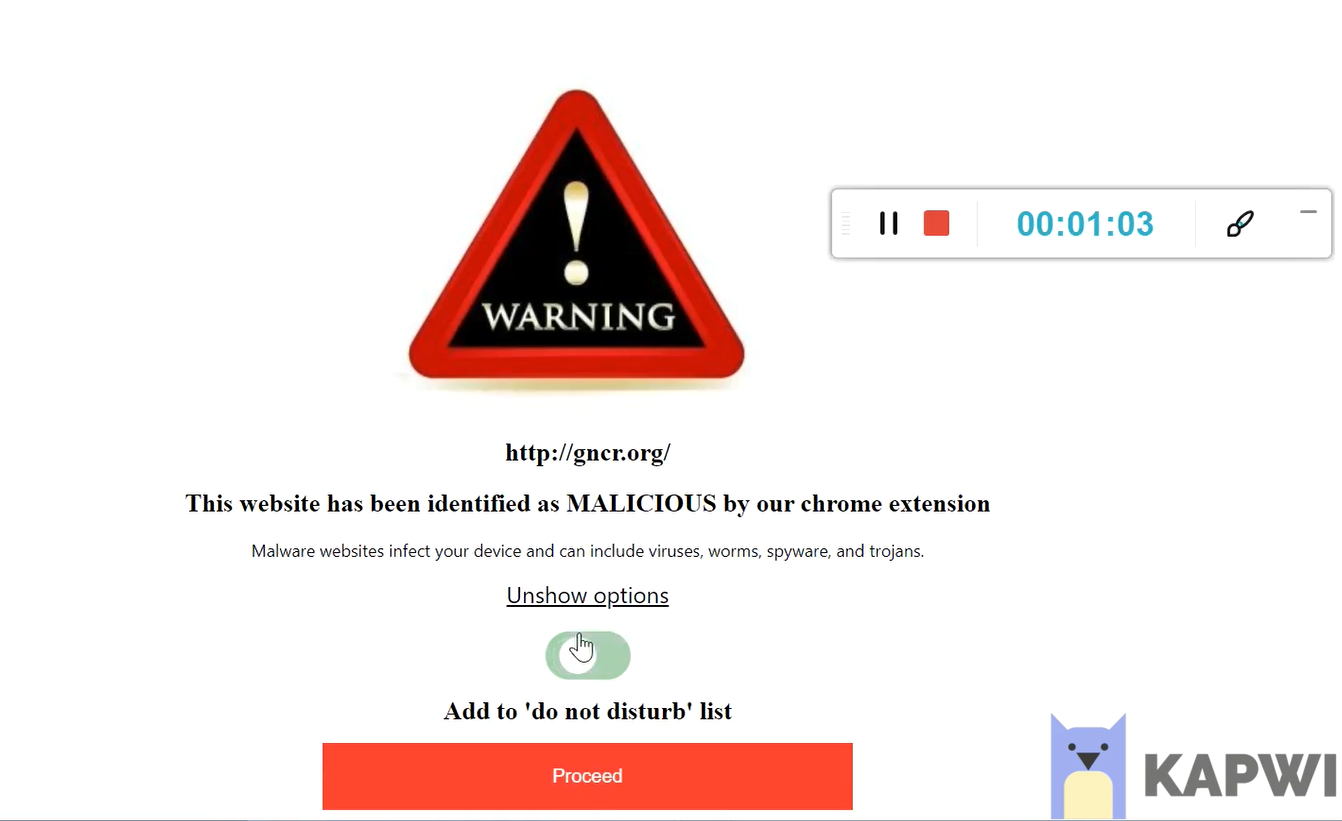 WARNING
00:01:03
http://gncr.org/
This website has been identified as MALICIOUS by our chrome extension
Malware websites infect your device and can include viruses, worms, spyware, and trojans.
Unshow options
Add to 'do not disturb' list
Proceed
KAPWI